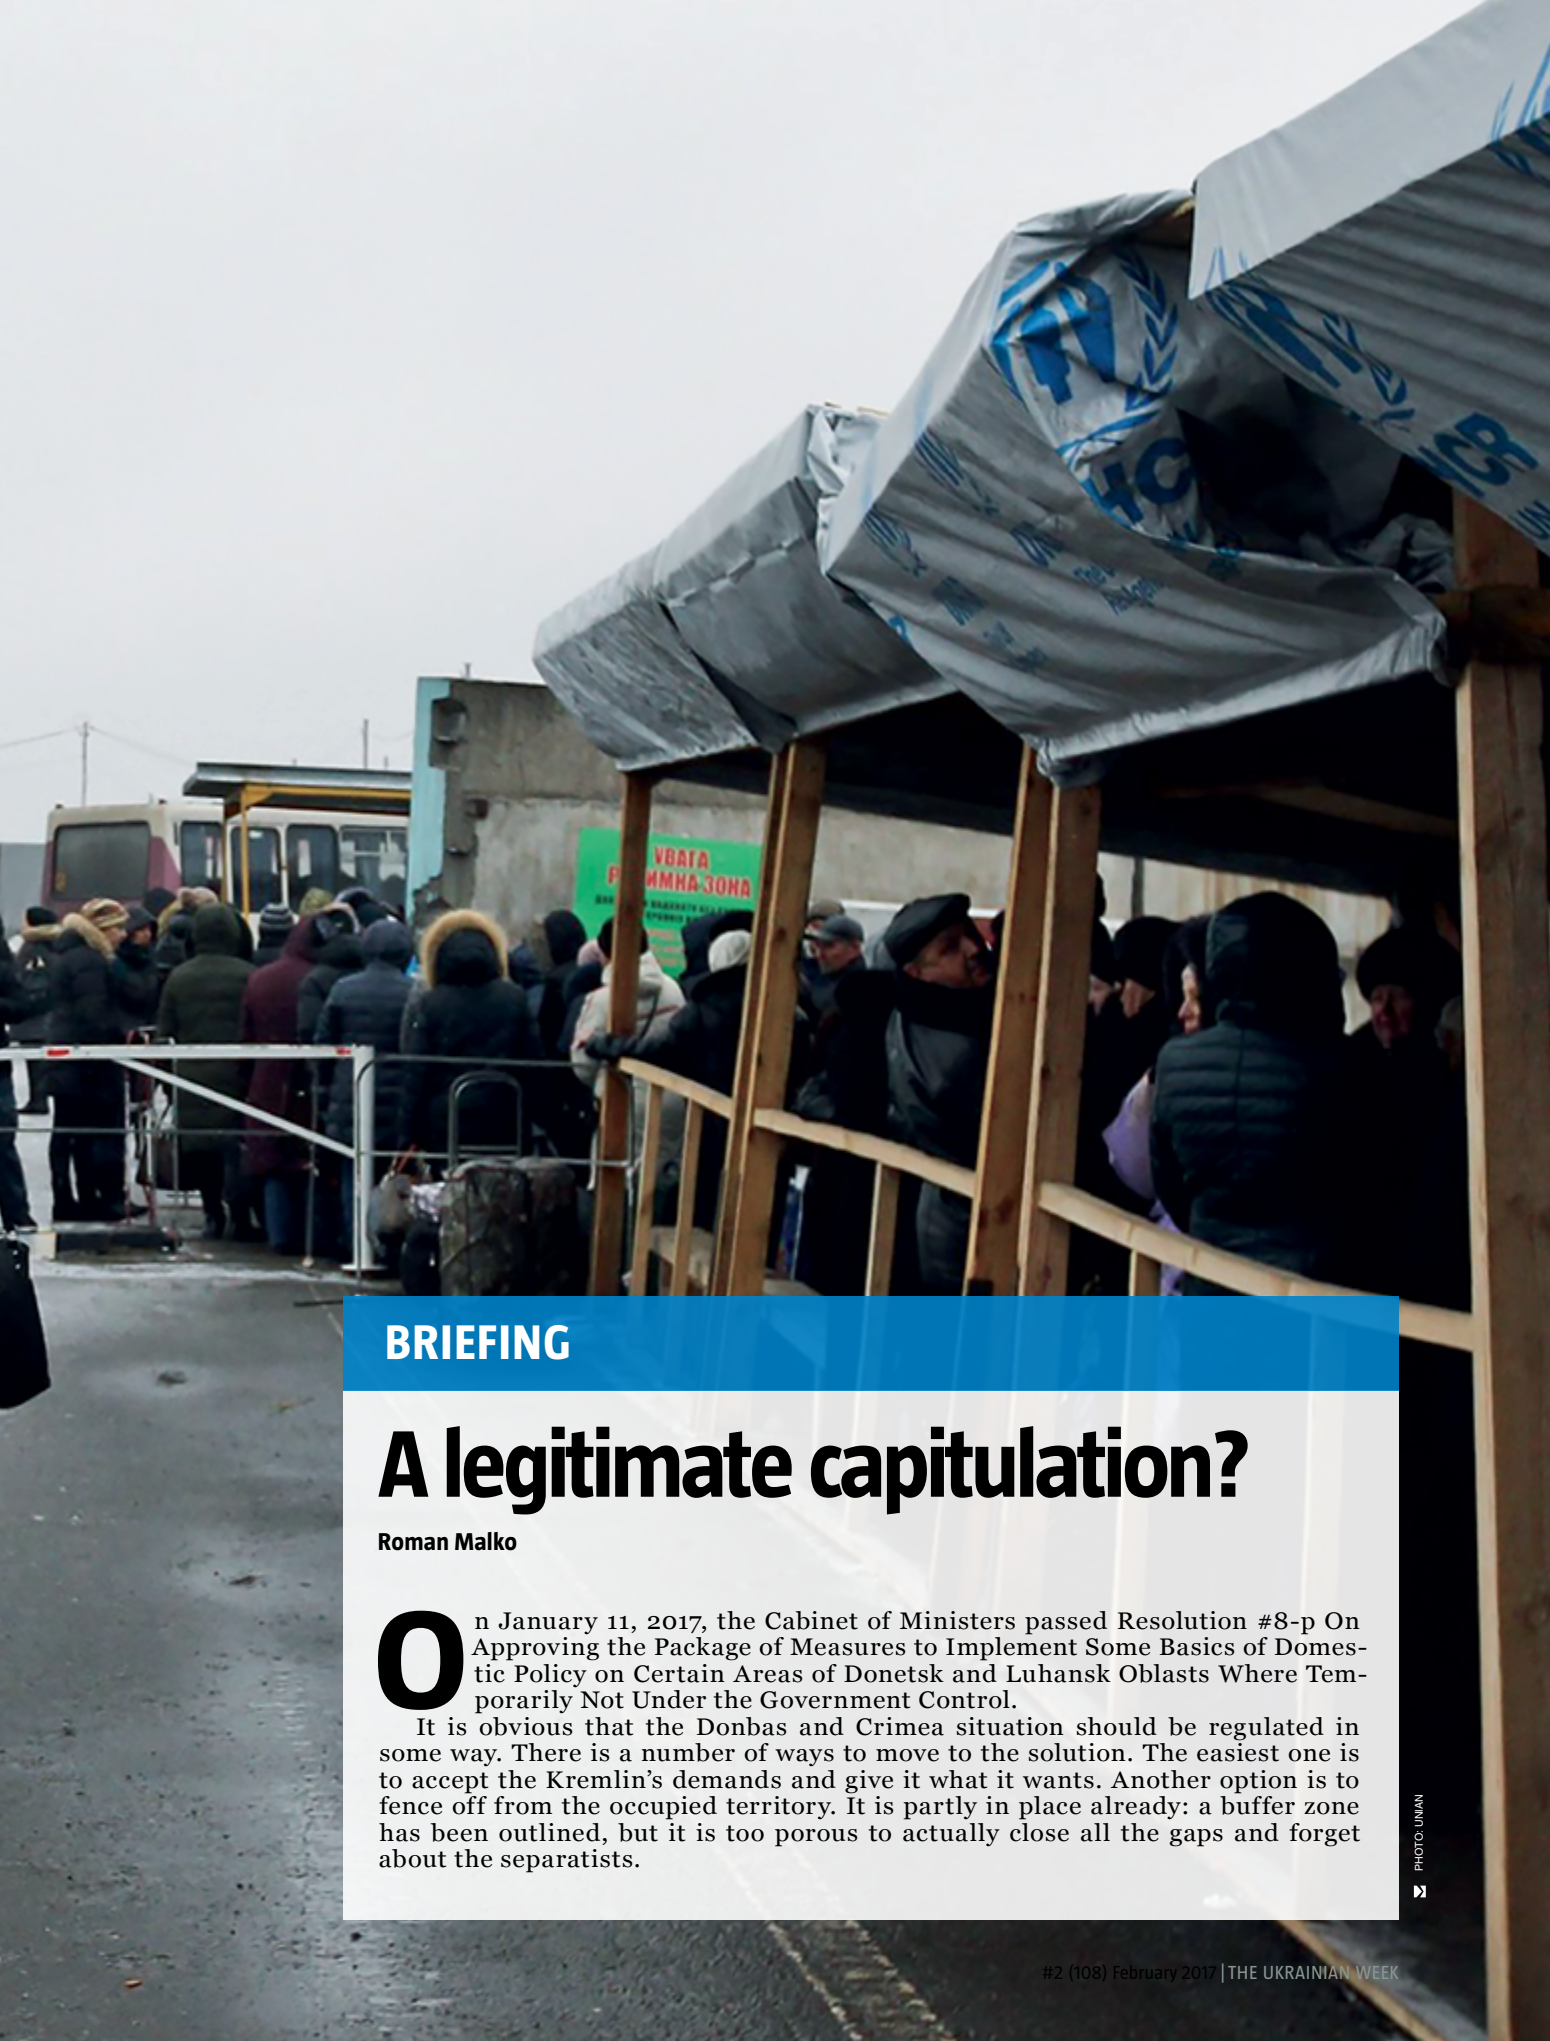 УВАГА
ЗОНА
BRIEFING
A legitimate capitulation?
Roman Malko
On January 11, 2017, the Cabinet of Ministers passed Resolution #8-p On
Approving the Package of Measures to Implement Some Basics of Domes-
tic Policy on Certain Areas of Donetsk and Luhansk Oblasts Where Tem-
porarily Not Under the Government Control.
It is obvious that the Donbas and Crimea situation should be regulated in
some way. There is a number of ways to move to the solution. The easiest one is
to accept the Kremlin’s demands and give it what it wants. Another option is to
fence off from the occupied territory. It is partly in place already: a buffer zone
has been outlined, but it is too porous to actually close all the gaps and forget
about the separatists.
PHOTO: UNIAN
#2 (108) February 2017 | THE UKRAINIAN WEEK